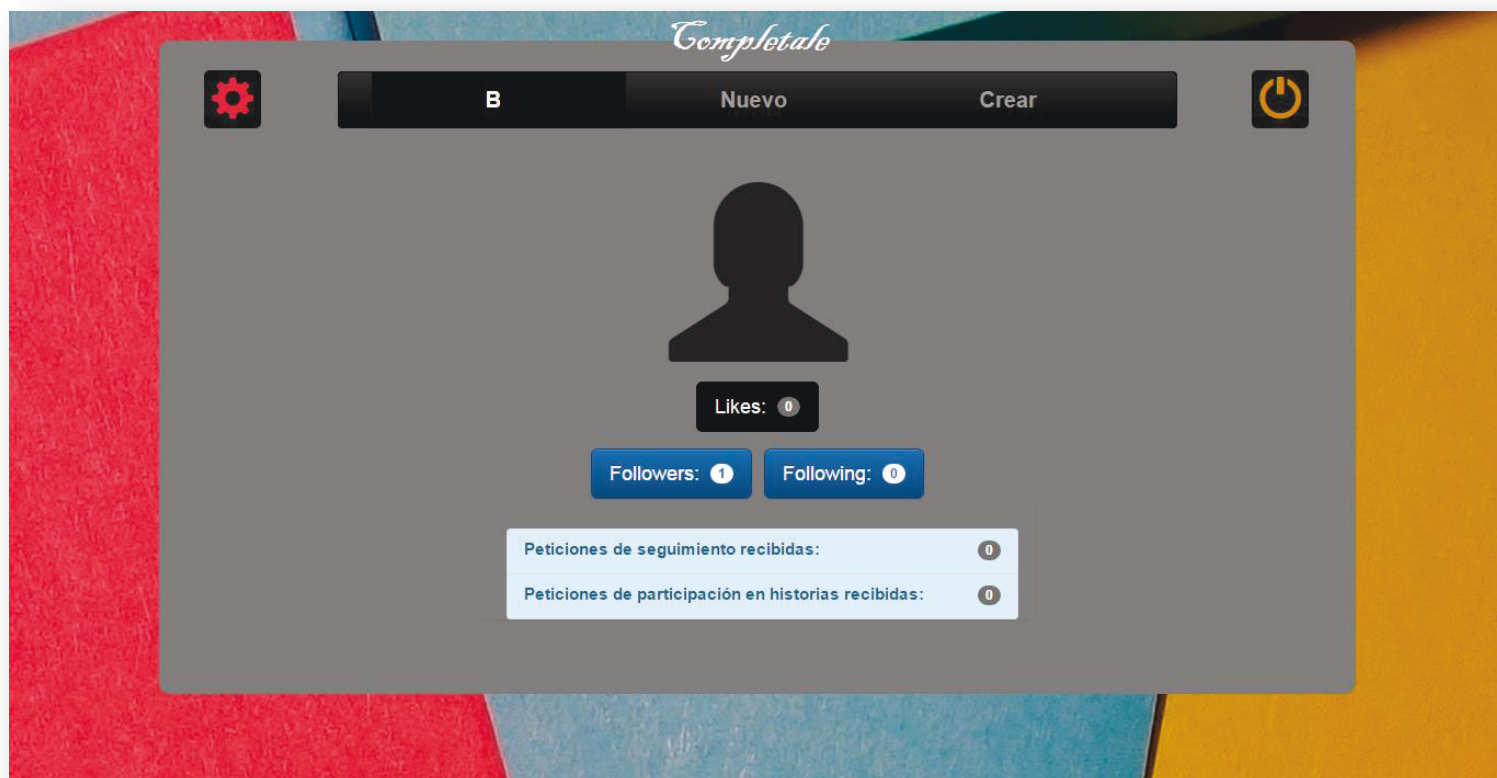 Completale
B Nuevo Crear
Likes: 0
Followers: 1 Following: 0
Peticiones de seguimiento recibidas: 0
Peticiones de participación en historias recibidas: 0